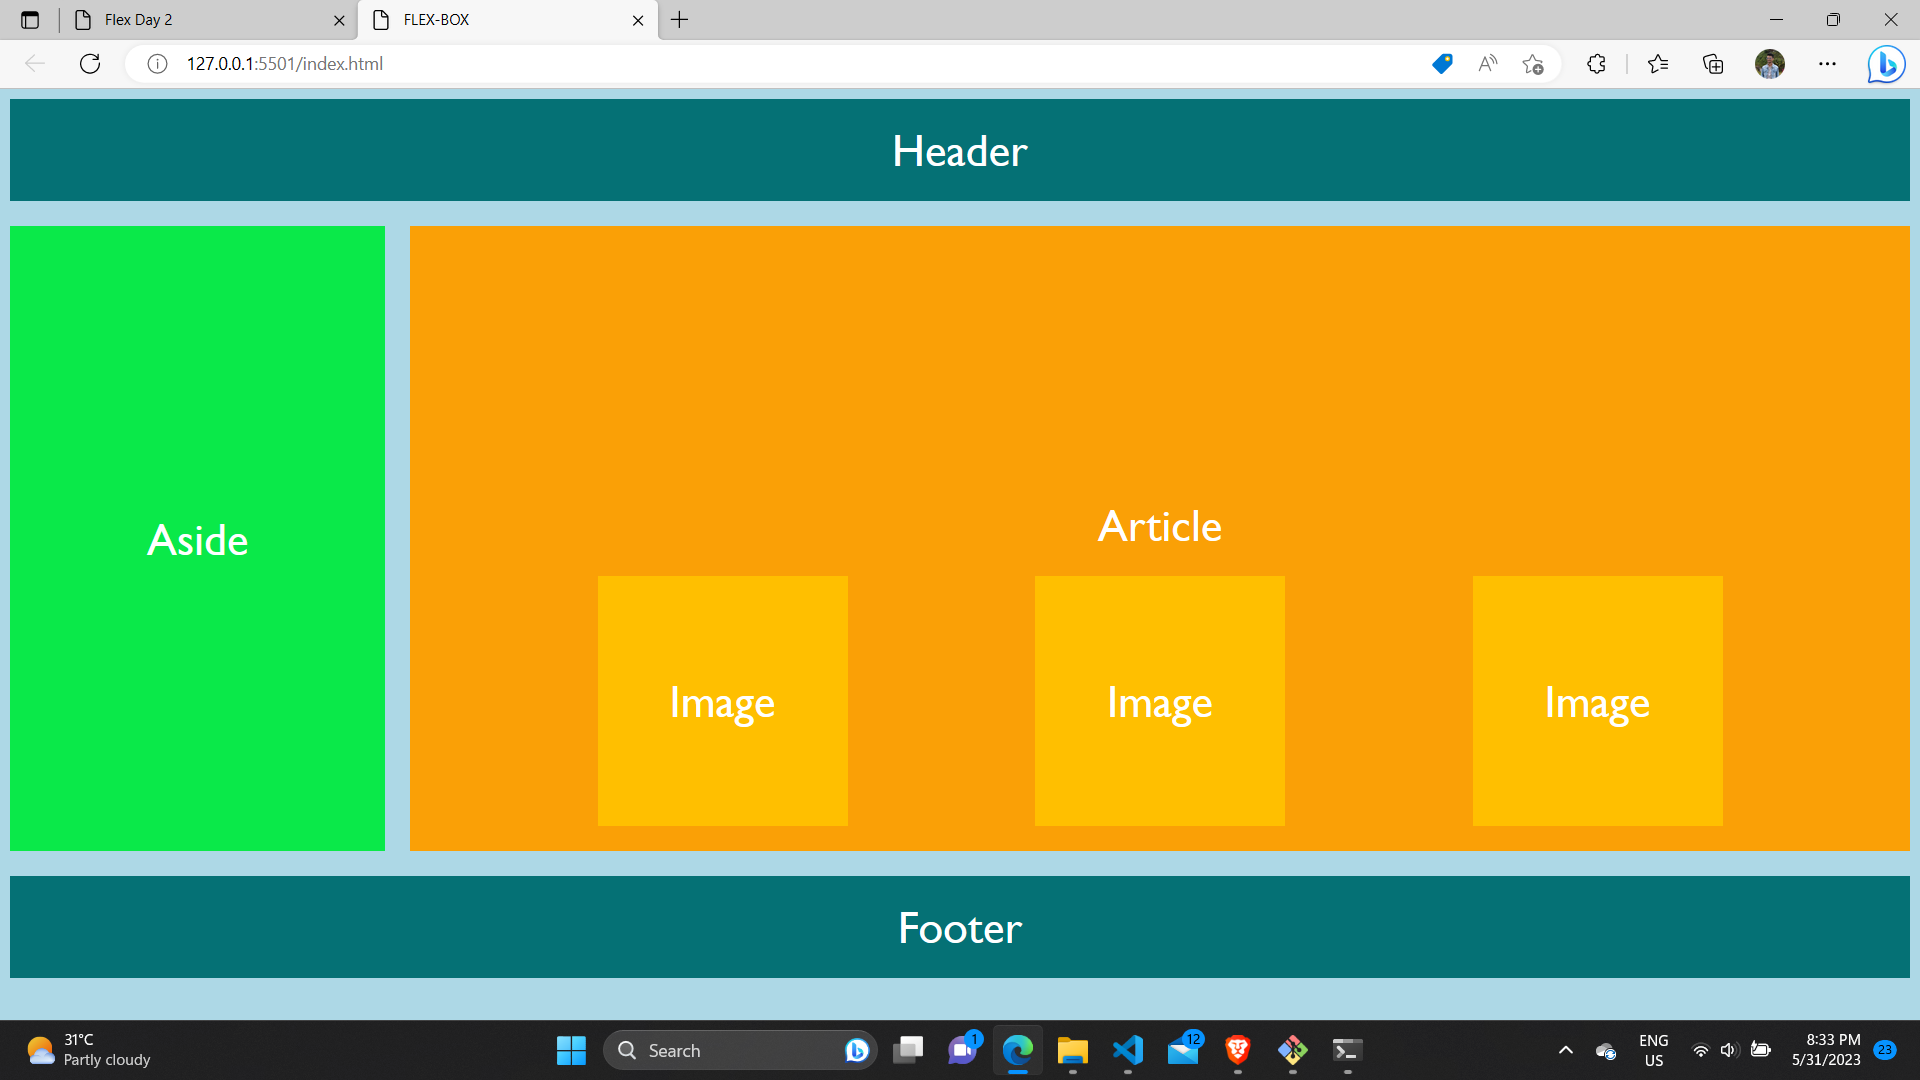 Flex Day 2
FLEX-BOX
127.0.0.1:5501/index.html
Header
Aside
Article
Image
Image
Image
Footer
31°C
Partly cloudy
Search
1
12
ENG
US
8:33 PM
5/31/2023
23